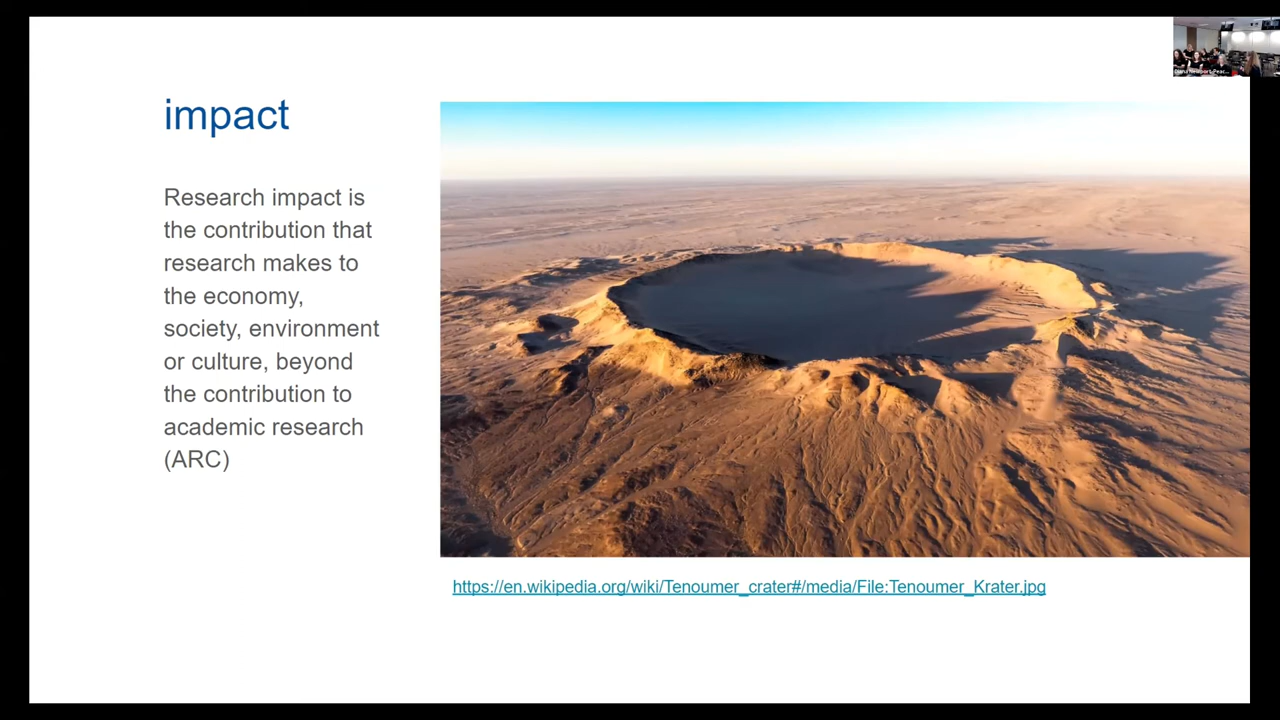 impact
Research impact is
the contribution that
research makes to
the economy,
society, environment
or culture, beyond
the contribution to
academic research
(ARC)
https://en.wikipedia.org/wiki/Tenoumer_crater#/media/File:Tenoumer_Krater.jpg